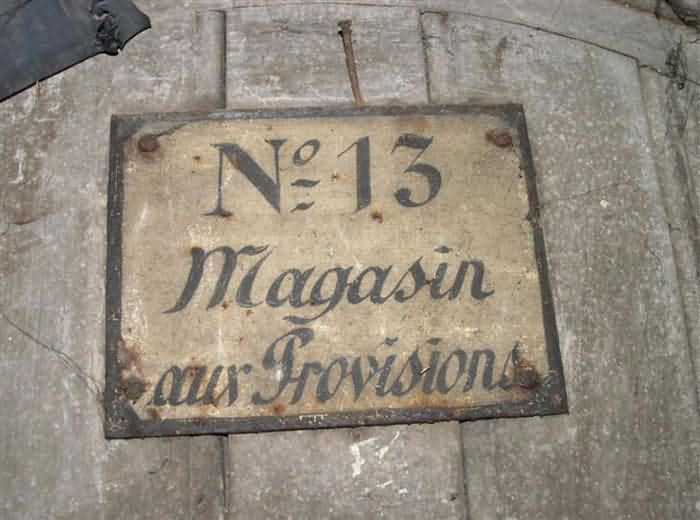 Nº 13
Magasin
aux Provisions